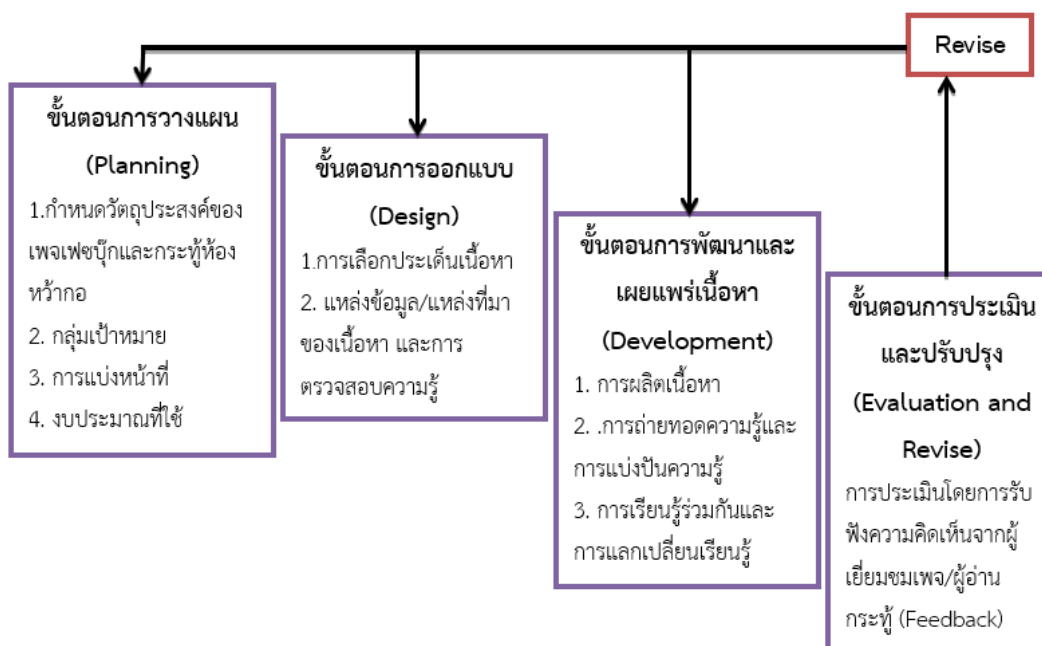 Revise
ขั้นตอนการวางแผน
(Planning)
1.กำหนดวัตถุประสงค์ของ
เพจเฟซบุ๊กและกระทู้ห้อง
หว้ากอ
2. กลุ่มเป้าหมาย
3. การแบ่งหน้าที่
4. งบประมาณที่ใช้
ขั้นตอนการออกแบบ
(Design)
1.การเลือกประเด็นเนื้อหา
2. แหล่งข้อมูล/แหล่งที่มา
ของเนื้อหา และการ
ตรวจสอบความรู้
ขั้นตอนการพัฒนาและ
เผยแพร่เนื้อหา
(Development)
1. การผลิตเนื้อหา
2. .การถ่ายทอดความรู้และ
การแบ่งปันความรู้
3. การเรียนรู้ร่วมกันและ
การแลกเปลี่ยนเรียนรู้
ขั้นตอนการประเมิน
และปรับปรุง
(Evaluation and
Revise)
การประเมินโดยการรับ
ฟังความคิดเห็นจากผู้
เยี่ยมชมเพจ/ผู้อ่าน
กระทู้ (Feedback)